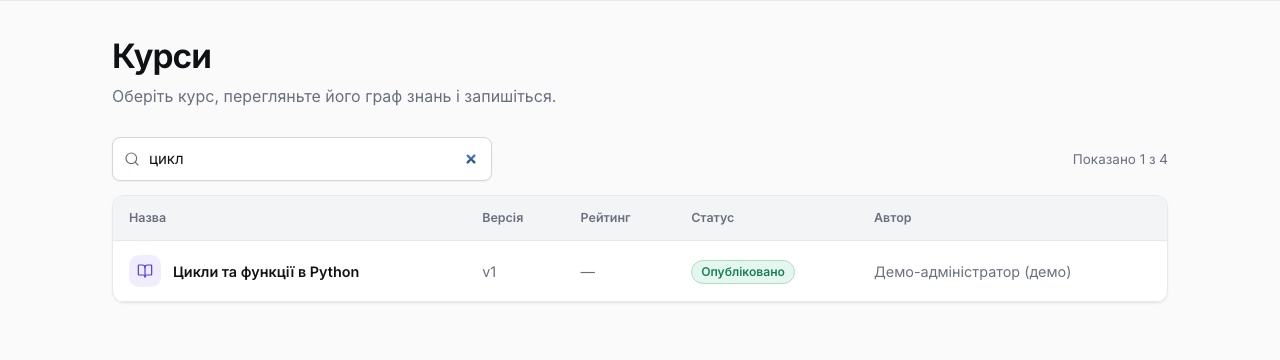 Курси
Оберіть курс, перегляньте його граф знань і запишіться.
цикл
Показано 1 з 4
Назва Версія Рейтинг Статус Автор
Цикли та функції в Python v1 — Опубліковано Демо-адміністратор (демо)